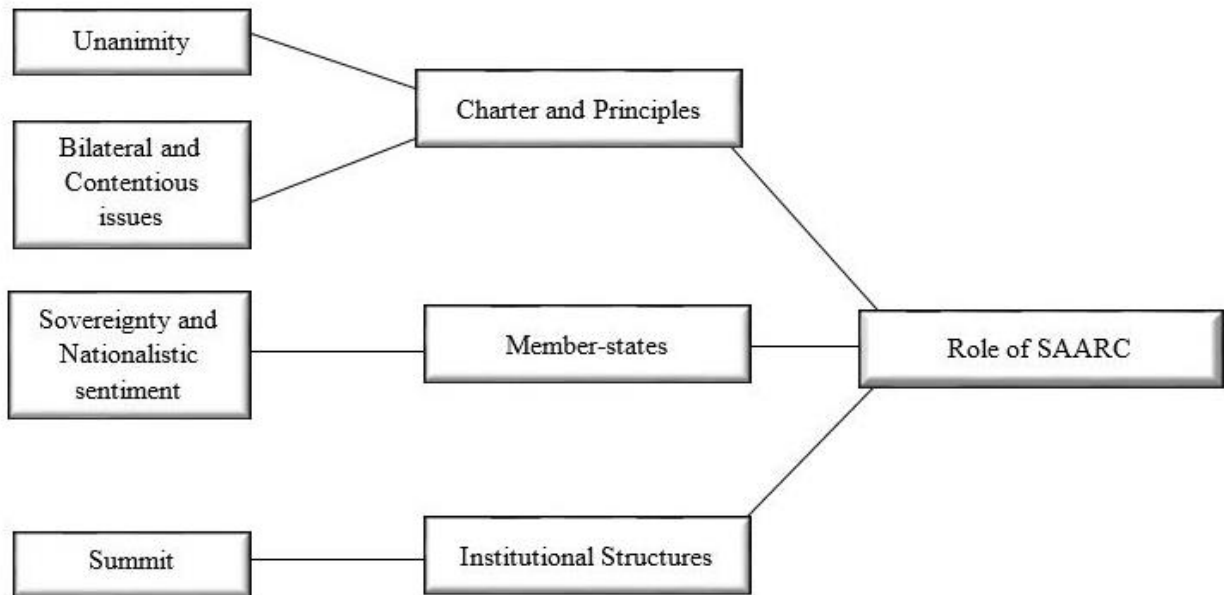 Unanimity
Charter and Principles
Bilateral and
Contentious
issues
Sovereignty and
Nationalistic
sentiment
Member-states
Role of SAARC
Summit
Institutional Structures